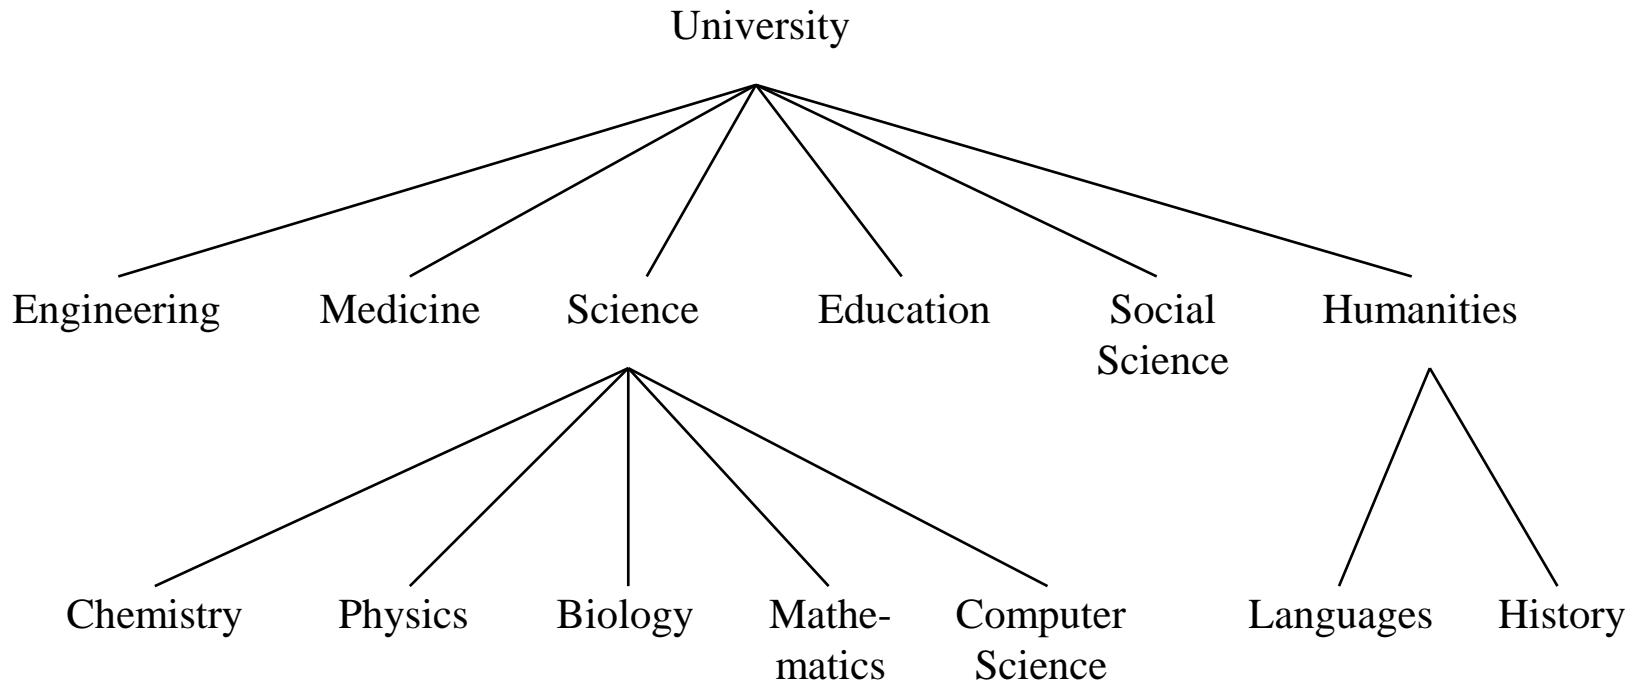 University
Engineering Medicine Science Education Social Science Humanities
Chemistry Physics Biology Mathe-
matics Computer Science Languages History